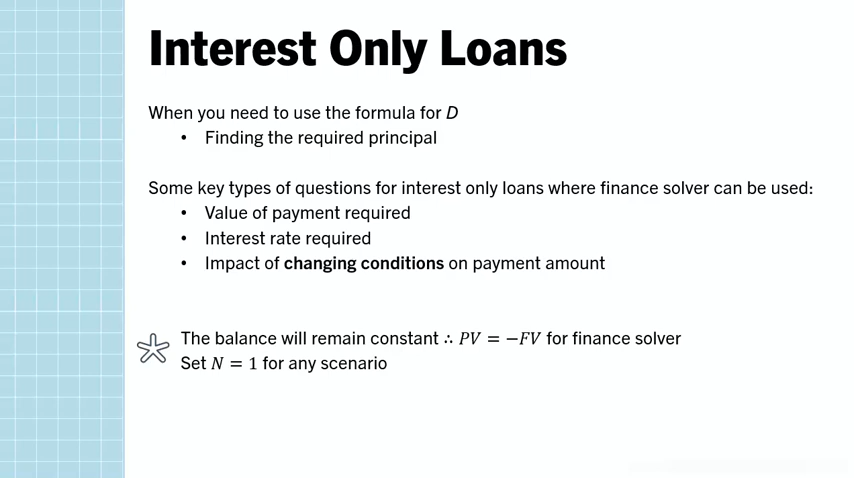 Interest Only Loans
When you need to use the formula for D
• Finding the required principal
Some key types of questions for interest only loans where finance solver can be used:
• Value of payment required
• Interest rate required
• Impact of changing conditions on payment amount
The balance will remain constant ∴ PV = −FV for finance solver
Set N = 1 for any scenario